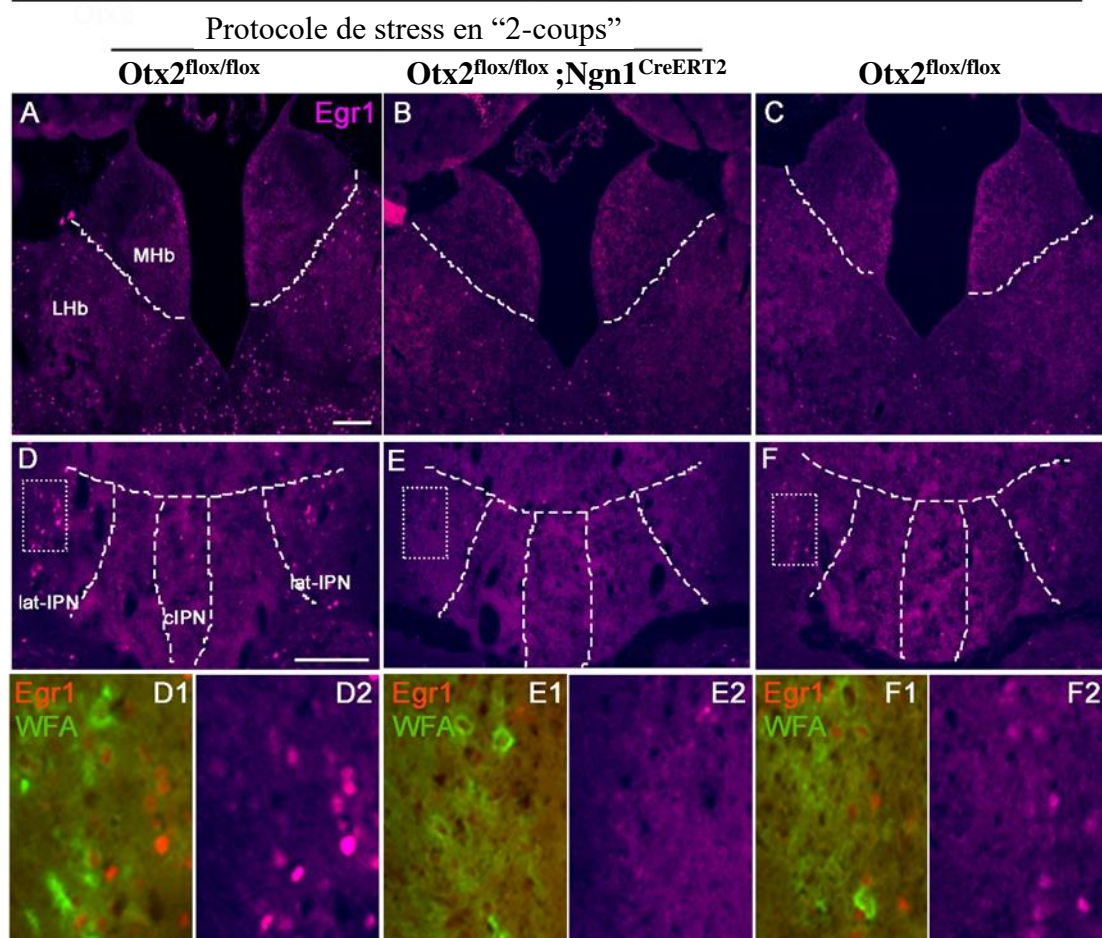 Protocole de stress en “2-coups”
Otx2flox/flox Otx2flox/flox ;Ngn1CreERT2 Otx2flox/flox
A Egr1 B C
MHb
LHb
D E F
lat-IPN cIPN lat-IPN
Egr1 D1 D2 Egr1 E1 E2 Egr1 F1 F2
WFA WFA WFA